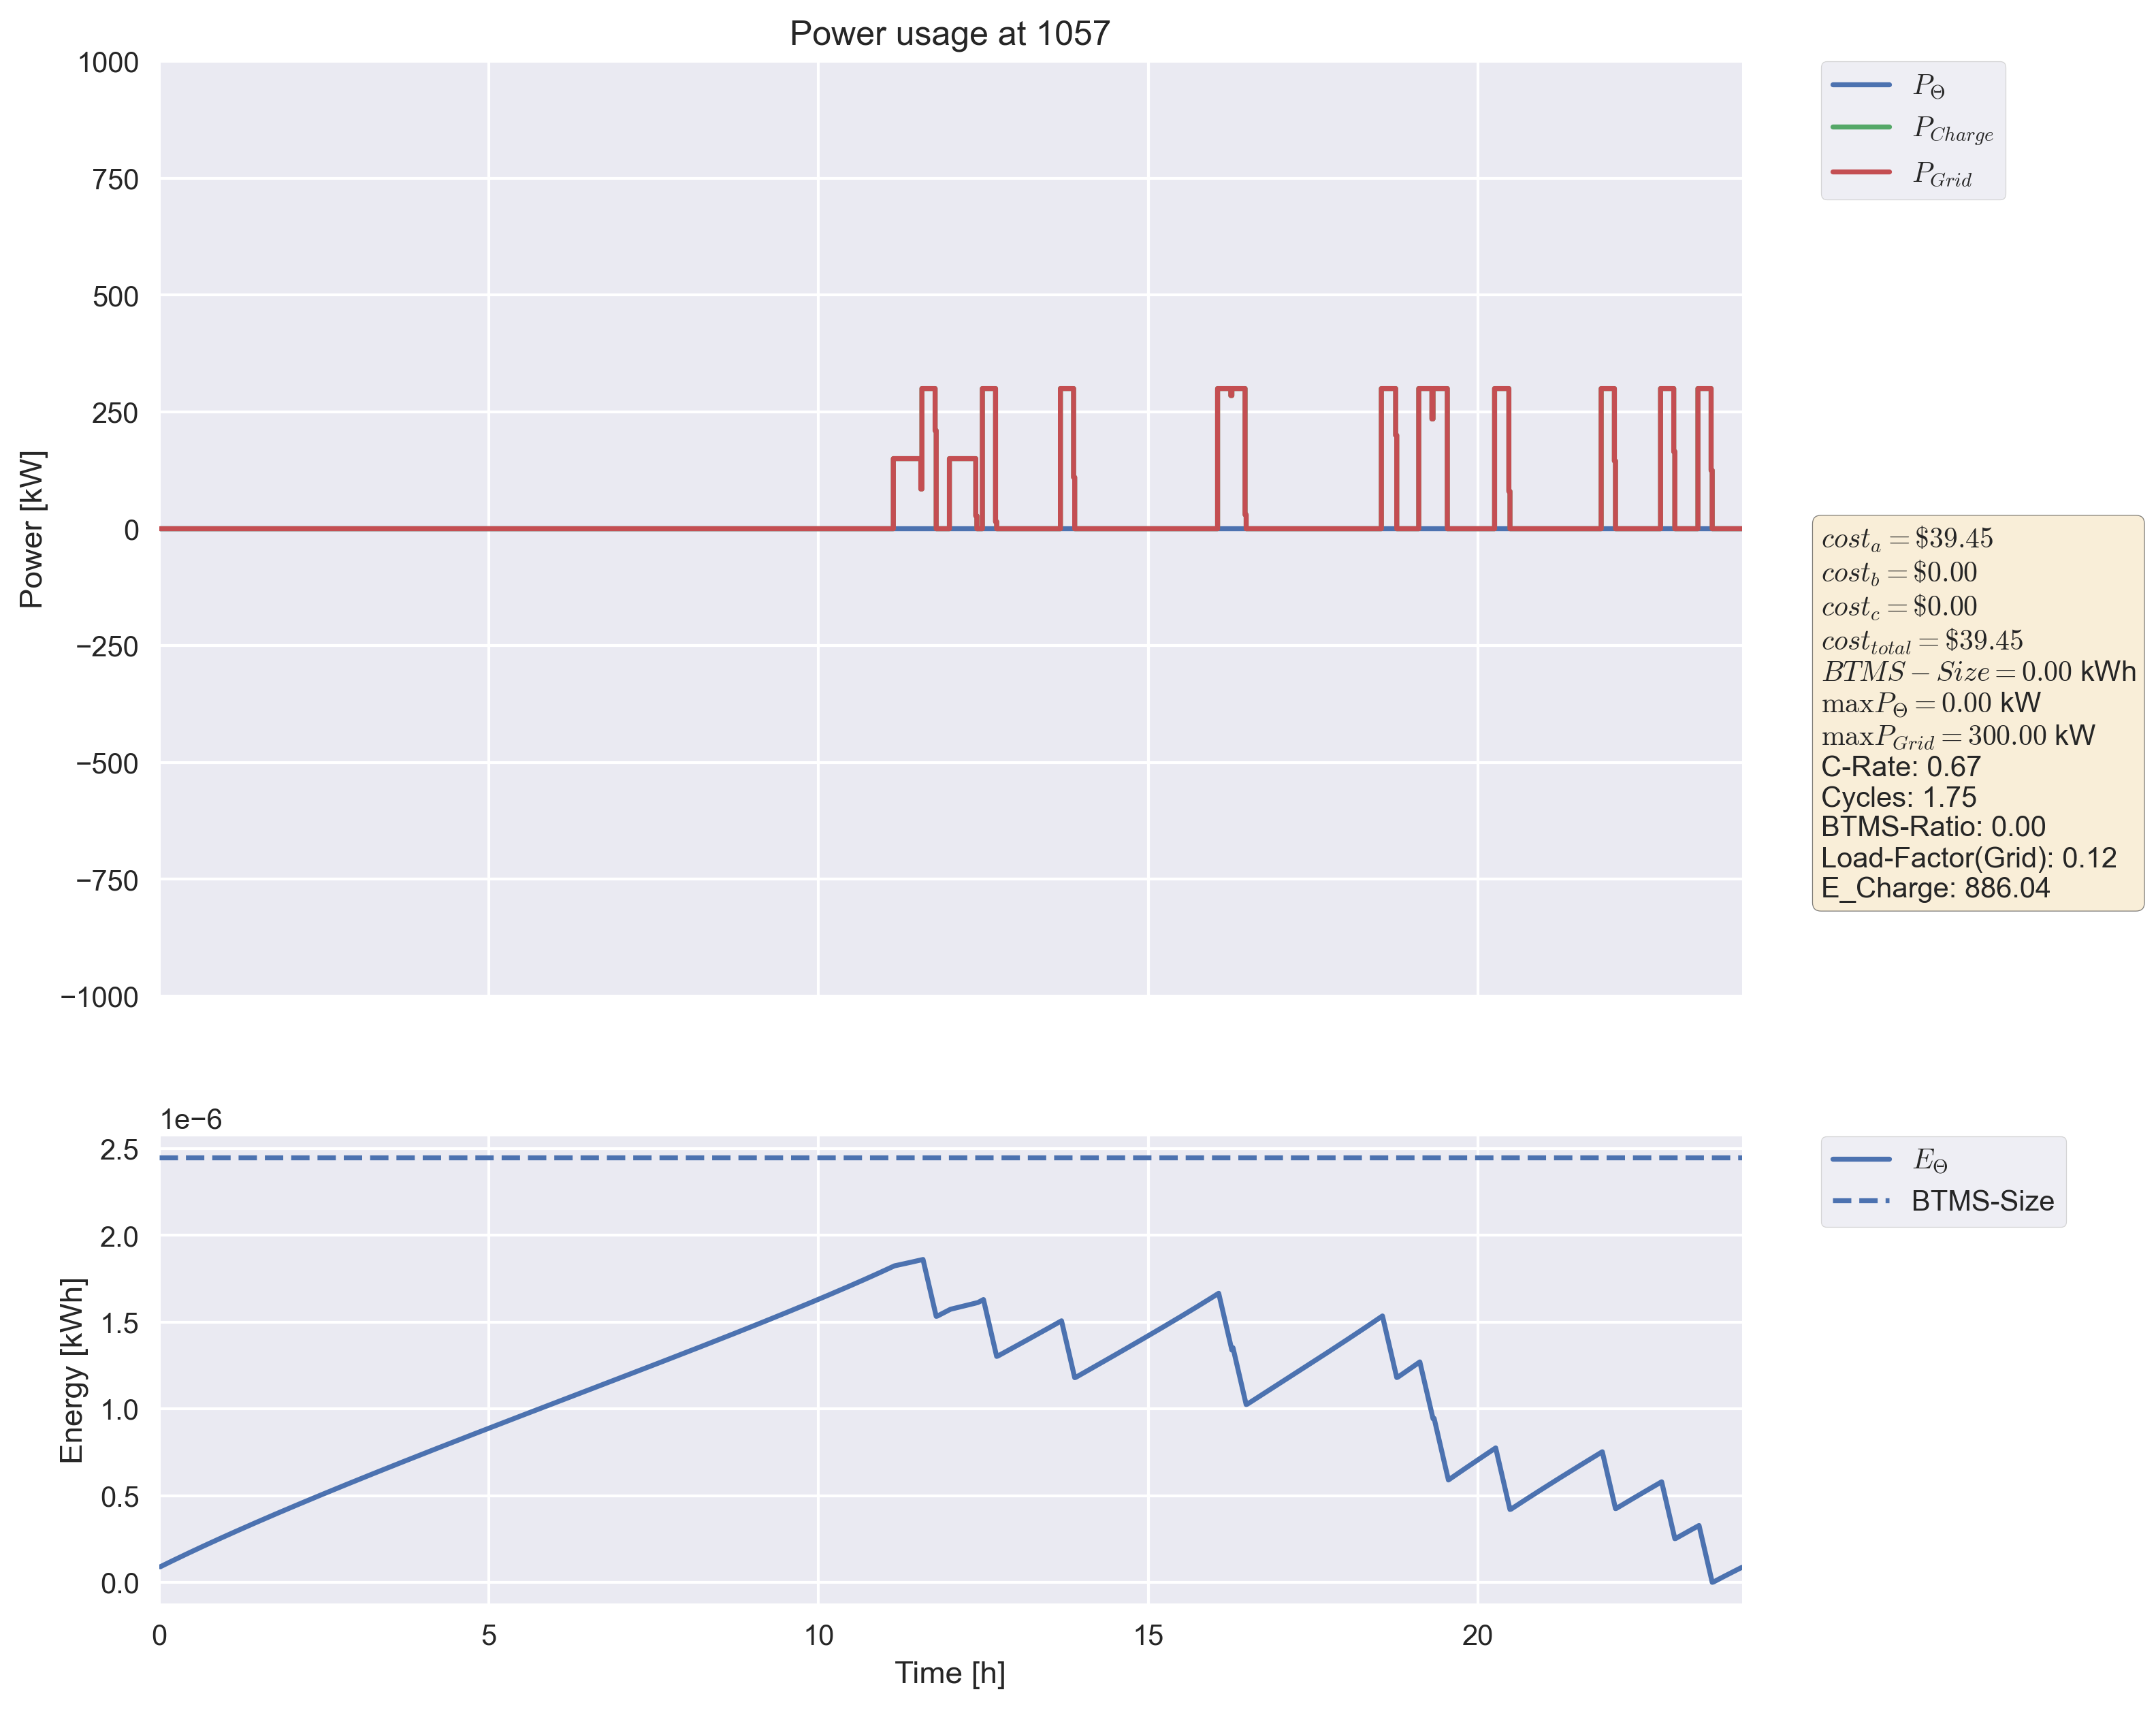 Power usage at 1057
1000
750
500
250
0
−250
−500
−750
−1000
Power [kW]
P_Θ
P_Charge
P_Grid
cost_a = $39.45
cost_b = $0.00
cost_c = $0.00
cost_total = $39.45
BTMS − Size = 0.00 kWh
maxP_Θ = 0.00 kW
maxP_Grid = 300.00 kW
C-Rate: 0.67
Cycles: 1.75
BTMS-Ratio: 0.00
Load-Factor(Grid): 0.12
E_Charge: 886.04
1e−6
2.5
2.0
1.5
1.0
0.5
0.0
Energy [kWh]
E_Θ
BTMS-Size
0 5 10 15 20
Time [h]